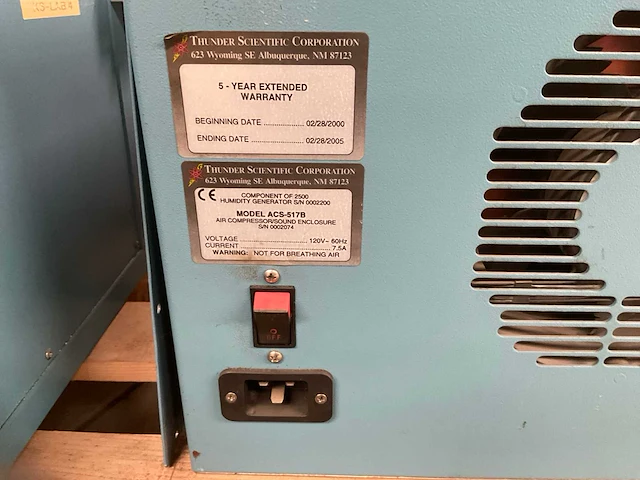 THUNDER SCIENTIFIC CORPORATION
623 Wyoming SE Albuquerque, NM 87123
5 - YEAR EXTENDED
WARRANTY
BEGINNING DATE .................... 02/28/2000
ENDING DATE .......................... 02/28/2005
THUNDER SCIENTIFIC CORPORATION
623 Wyoming SE Albuquerque, NM 87123
CE COMPONENT OF 2500
HUMIDITY GENERATOR S/N 0002200
MODEL ACS-517B
AIR COMPRESSOR/SOUND ENCLOSURE
S/N 0002074
VOLTAGE ........................ 120V~ 60Hz
CURRENT ................................ 7.5A
WARNING: NOT FOR BREATHING AIR
OFF